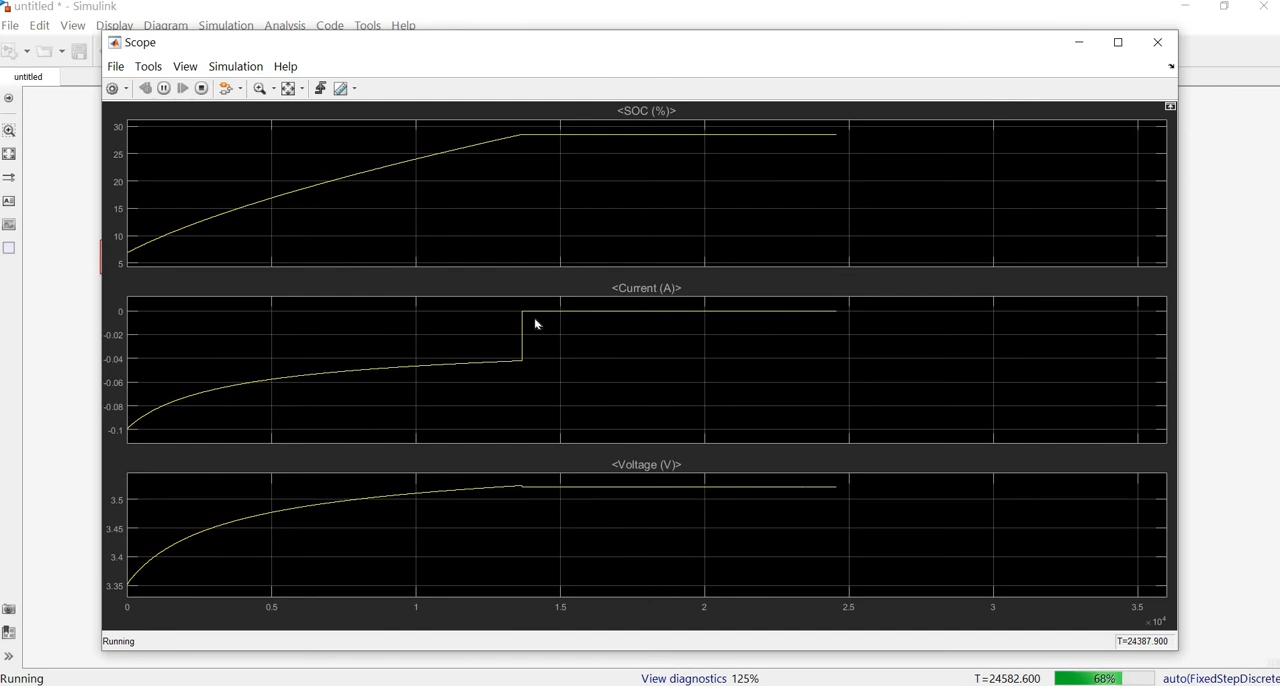 untitled * - Simulink
File Edit View Display Diagram Simulation Analysis Code Tools Help
Scope
File Tools View Simulation Help
untitled
<SOC (%)>
30
25
20
15
10
5
<Current (A)>
0
-0.02
-0.04
-0.06
-0.08
-0.1
<Voltage (V)>
3.5
3.45
3.4
3.35
0 0.5 1 1.5 2 2.5 3 3.5
×10⁴
Running T=24387.900
Running View diagnostics 125% T=24582.600 68% auto(FixedStepDiscrete